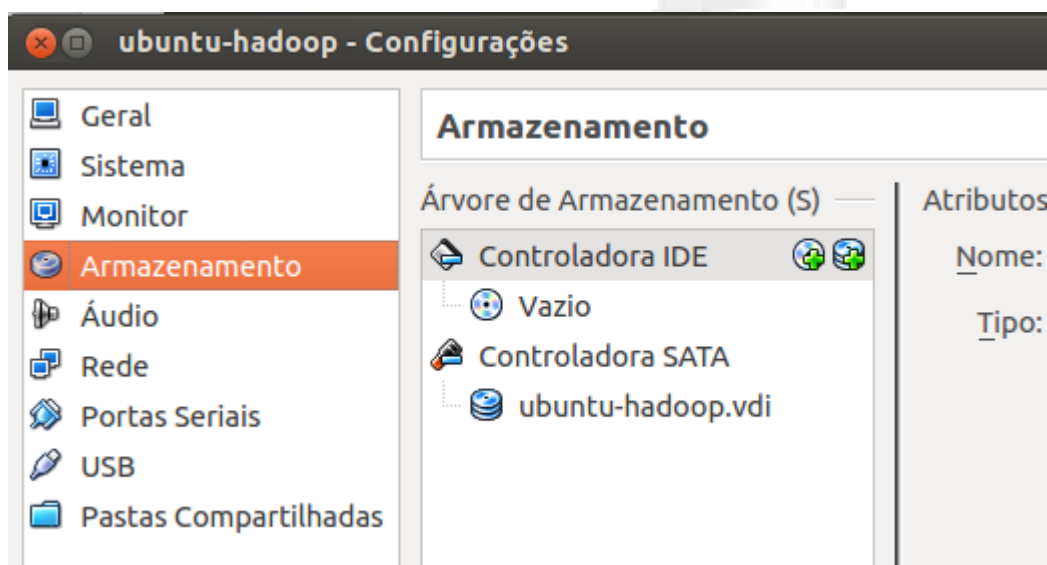 ubuntu-hadoop - Configurações
Geral
Sistema
Monitor
Armazenamento
Áudio
Rede
Portas Seriais
USB
Pastas Compartilhadas
Armazenamento
Árvore de Armazenamento (S)
Controladora IDE
Vazio
Controladora SATA
ubuntu-hadoop.vdi
Atributos
Nome:
Tipo: